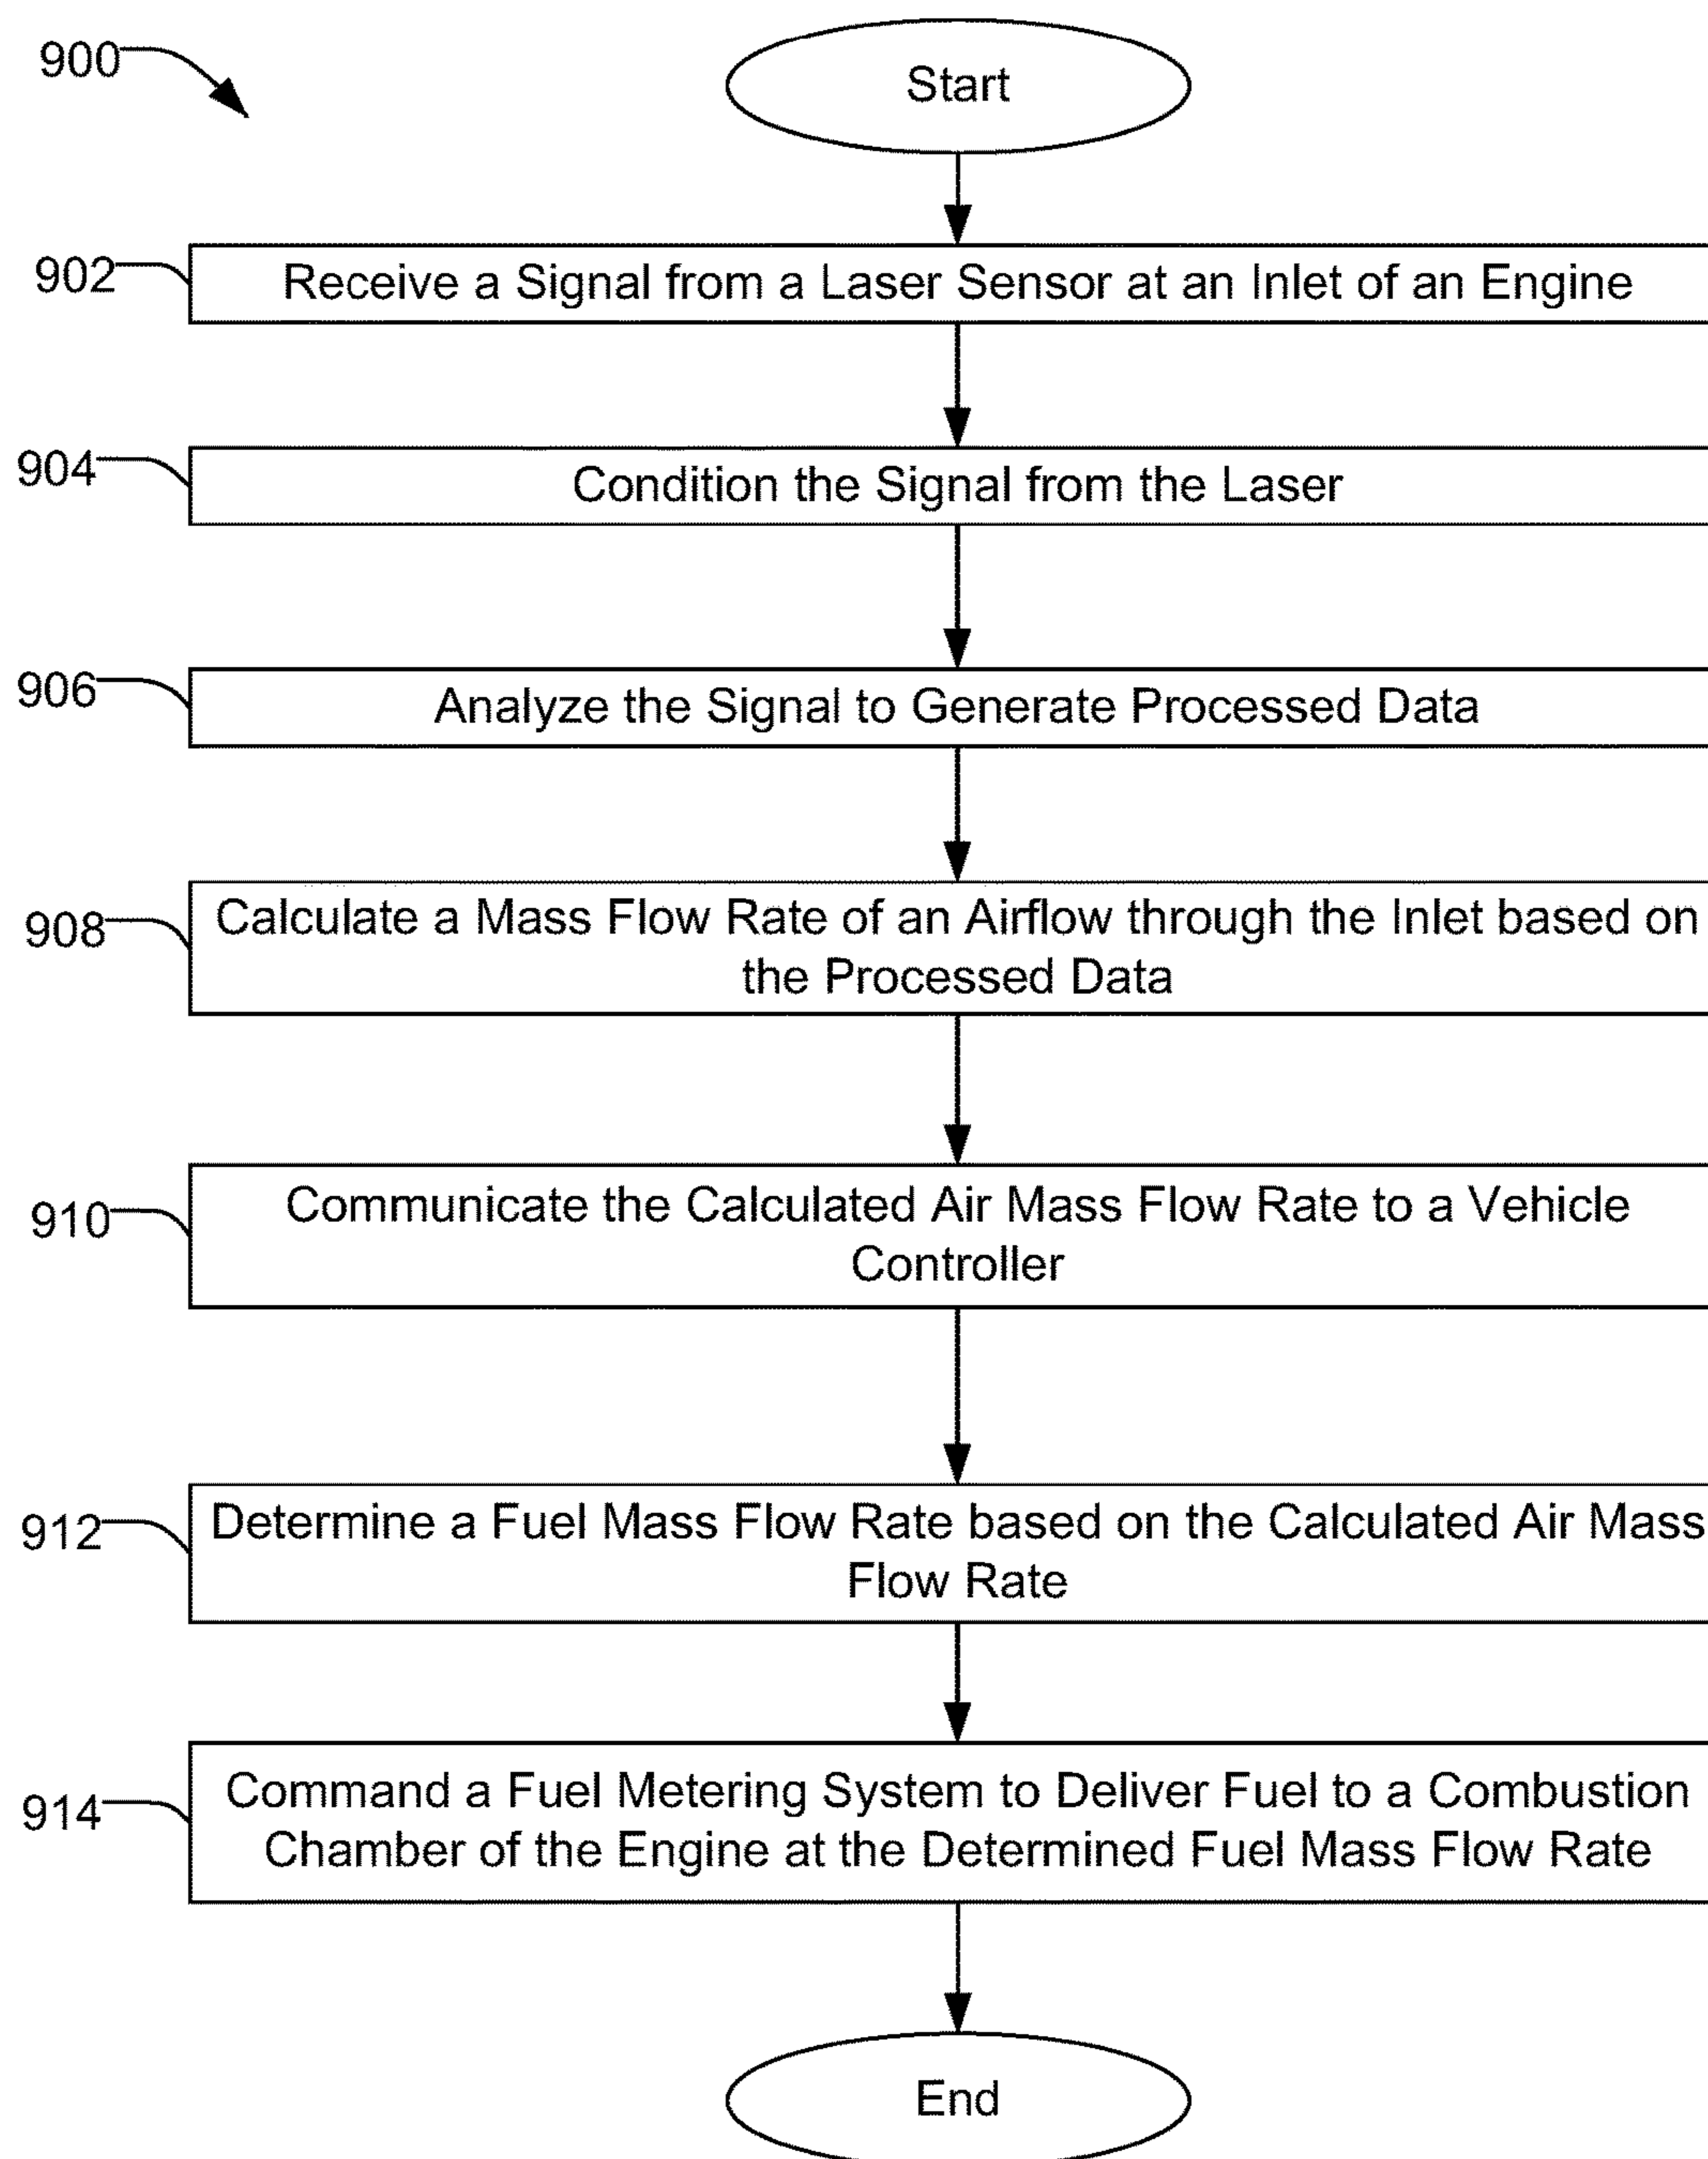 900
Start
902
Receive a Signal from a Laser Sensor at an Inlet of an Engine
904
Condition the Signal from the Laser
906
Analyze the Signal to Generate Processed Data
908
Calculate a Mass Flow Rate of an Airflow through the Inlet based on
the Processed Data
910
Communicate the Calculated Air Mass Flow Rate to a Vehicle
Controller
912
Determine a Fuel Mass Flow Rate based on the Calculated Air Mass
Flow Rate
914
Command a Fuel Metering System to Deliver Fuel to a Combustion
Chamber of the Engine at the Determined Fuel Mass Flow Rate
End